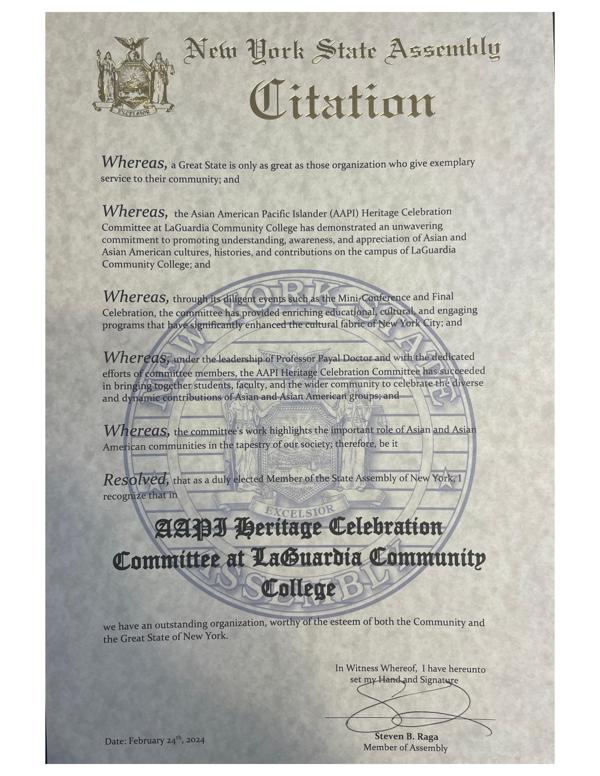 New York State Assembly
Citation
EXCELSIOR
Whereas, a Great State is only as great as those organization who give exemplary
service to their community; and
Whereas, the Asian American Pacific Islander (AAPI) Heritage Celebration
Committee at LaGuardia Community College has demonstrated an unwavering
commitment to promoting understanding, awareness, and appreciation of Asian and
Asian American cultures, histories, and contributions on the campus of LaGuardia
Community College; and
Whereas, through its diligent events such as the Mini-Conference and Final
Celebration, the committee has provided enriching educational, cultural, and engaging
programs that have significantly enhanced the cultural fabric of New York City; and
Whereas, under the leadership of Professor Payal Doctor and with the dedicated
efforts of committee members, the AAPI Heritage Celebration Committee has succeeded
in bringing together students, faculty, and the wider community to celebrate the diverse
and dynamic contributions of Asian and Asian American groups; and
Whereas, the committee's work highlights the important role of Asian and Asian
American communities in the tapestry of our society; therefore, be it
Resolved, that as a duly elected Member of the State Assembly of New York, I
recognize that in
NEW YORK STATE
EXCELSIOR
ASSEMBLY
AAPI Heritage Celebration
Committee at LaGuardia Community
College
we have an outstanding organization, worthy of the esteem of both the Community and
the Great State of New York.
In Witness Whereof, I have hereunto
set my Hand and Signature
Steven B. Raga
Member of Assembly
Date: February 24th, 2024